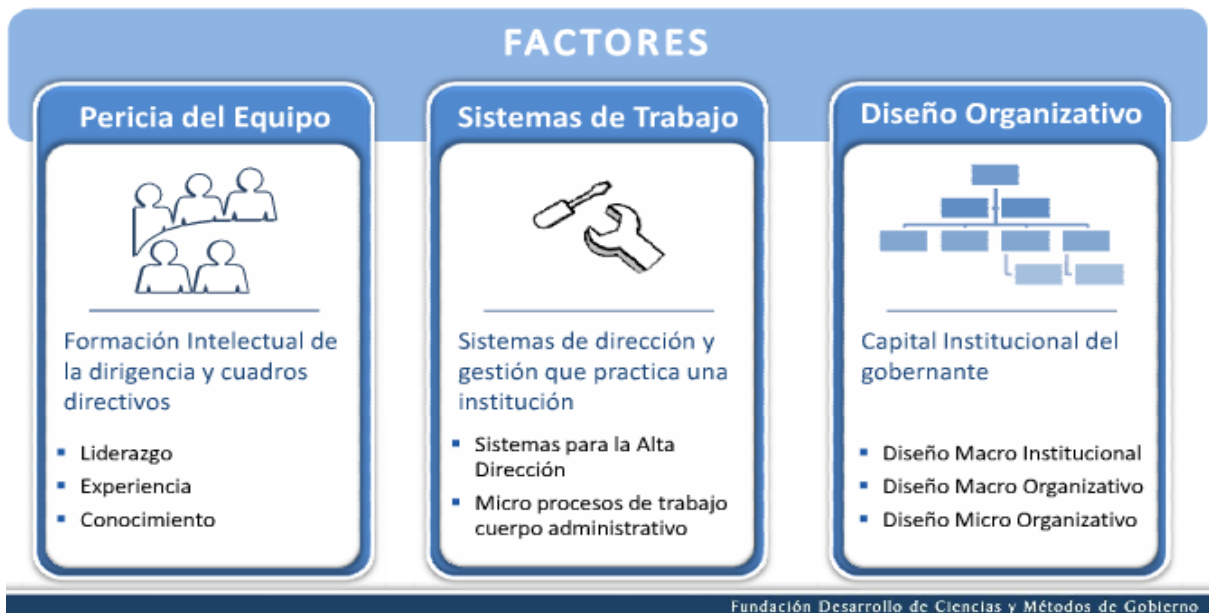 FACTORES
Pericia del Equipo
Formación Intelectual de
la dirigencia y cuadros
directivos
▪ Liderazgo
▪ Experiencia
▪ Conocimiento
Sistemas de Trabajo
Sistemas de dirección y
gestión que practica una
institución
▪ Sistemas para la Alta
Dirección
▪ Micro procesos de trabajo
cuerpo administrativo
Diseño Organizativo
Capital Institucional del
gobernante
▪ Diseño Macro Institucional
▪ Diseño Macro Organizativo
▪ Diseño Micro Organizativo
Fundación Desarrollo de Ciencias y Métodos de Gobierno